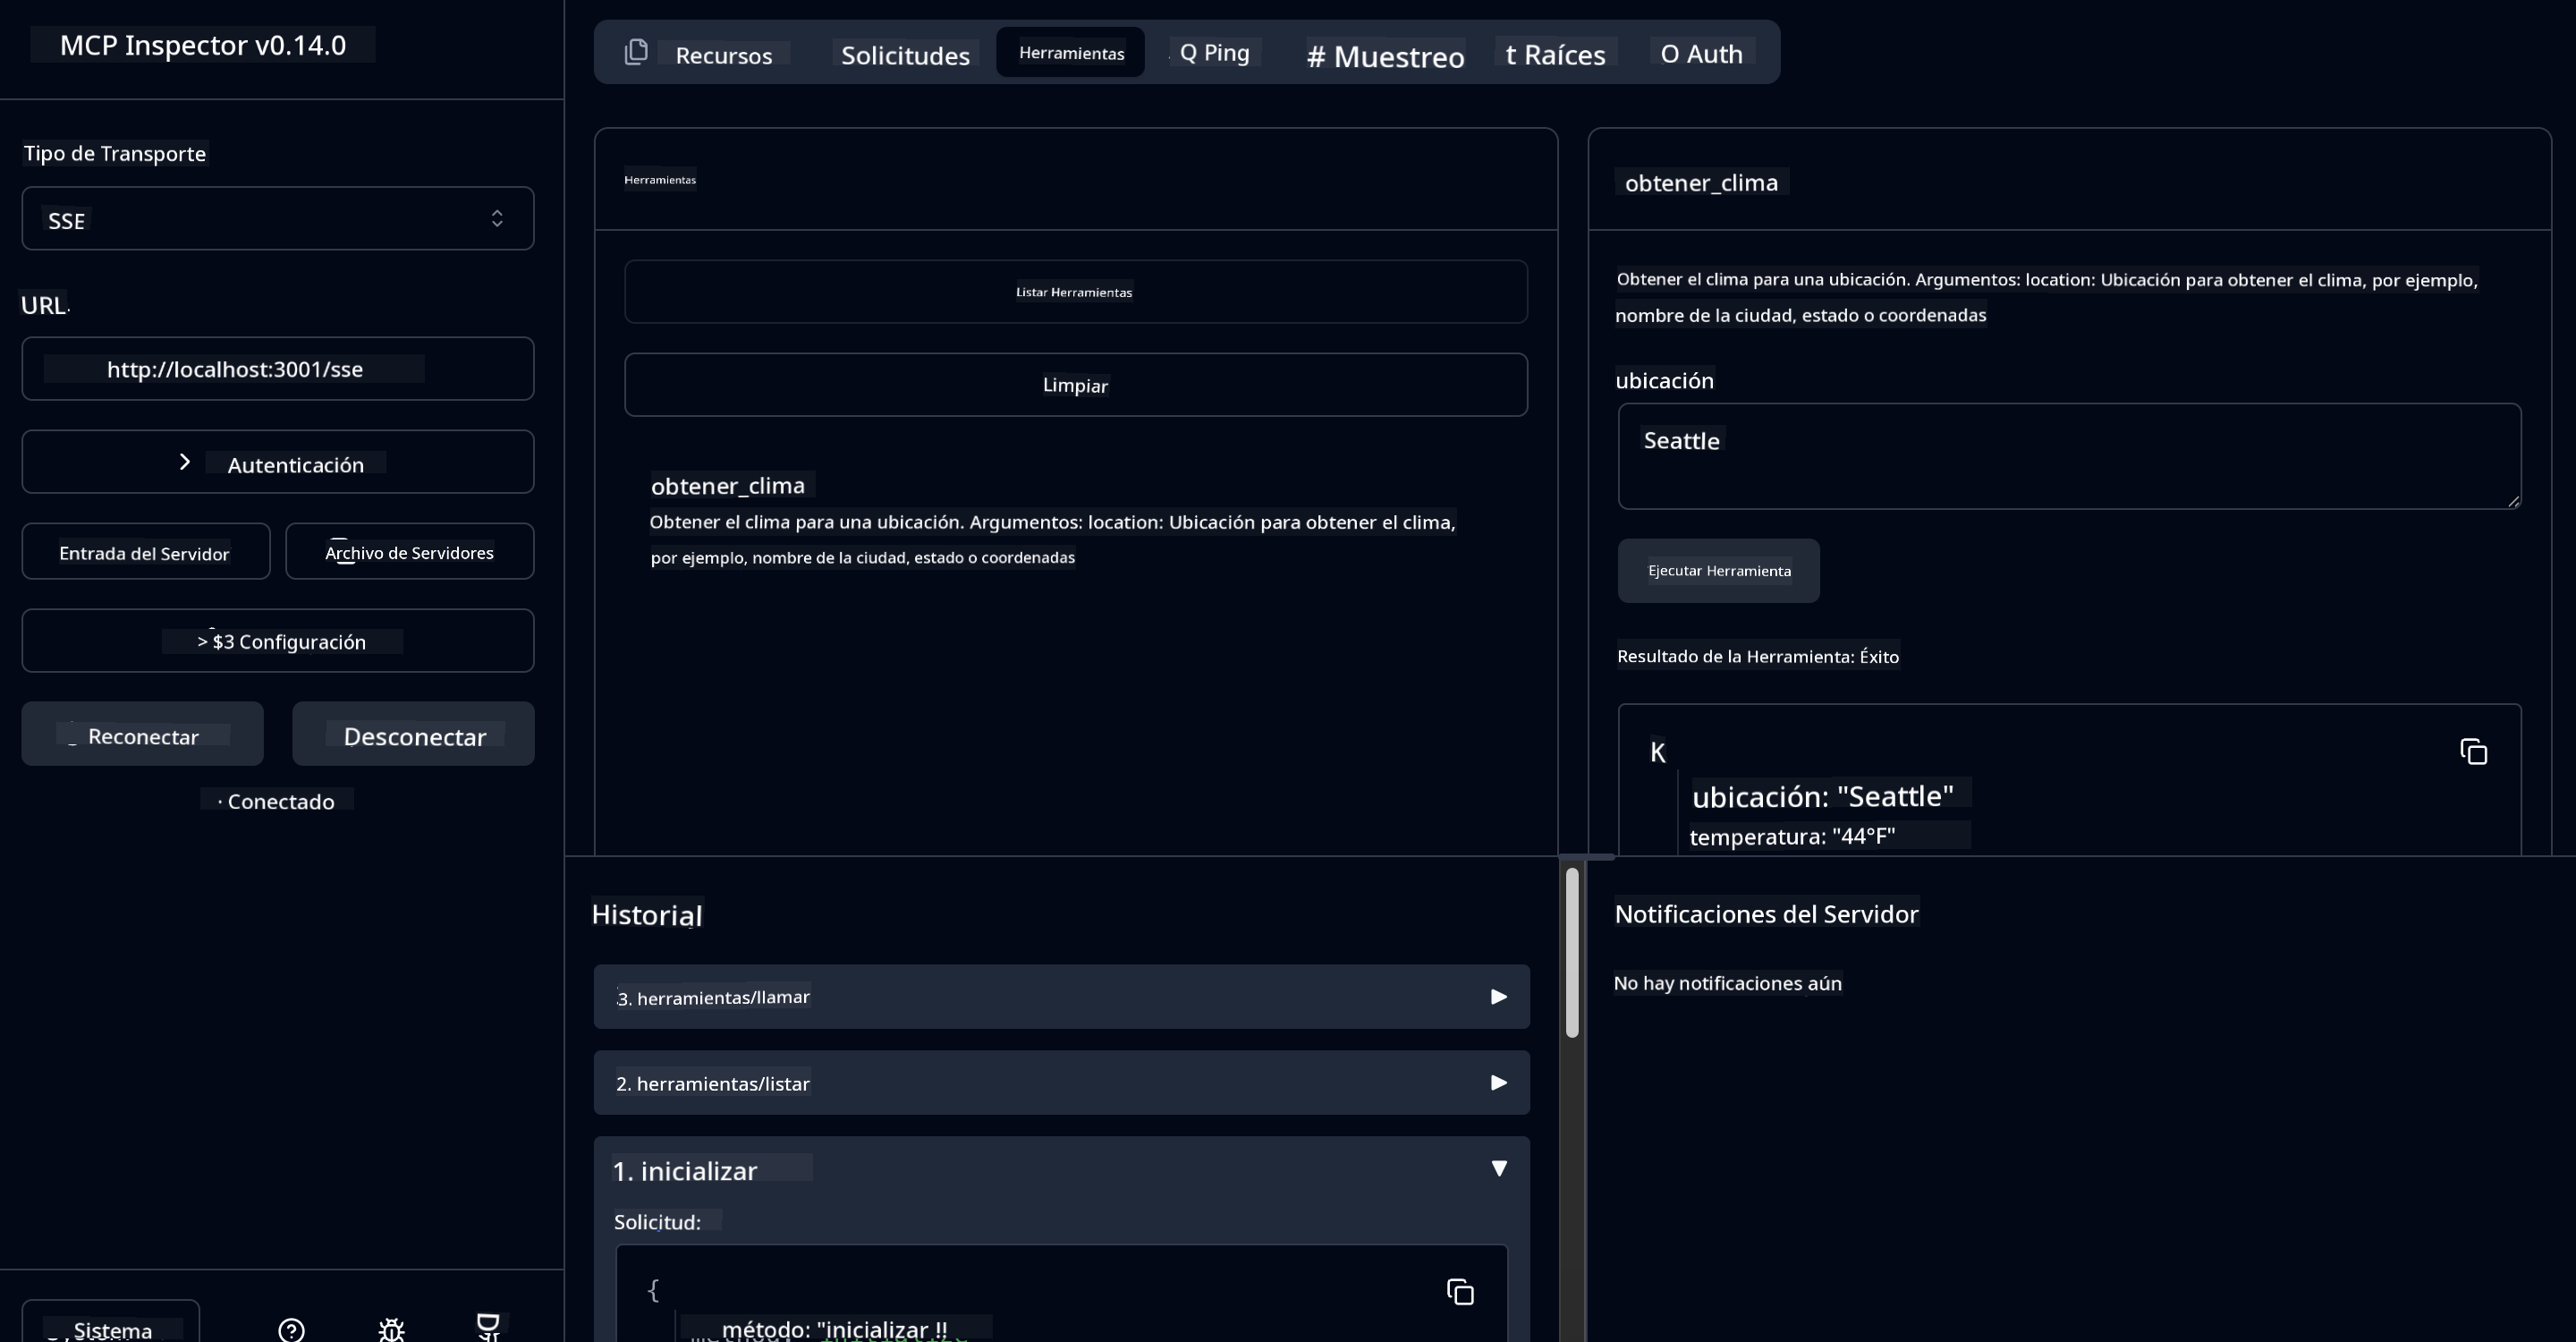 MCP Inspector v0.14.0
Tipo de Transporte
SSE
URL
http://localhost:3001/sse
Autenticación
Entrada del Servidor
Archivo de Servidores
> $3 Configuración
Reconectar
Desconectar
· Conectado
Sistema
Recursos
Solicitudes
Herramientas
Q Ping
# Muestreo
t Raíces
O Auth
Herramientas
Listar Herramientas
Limpiar
obtener_clima
Obtener el clima para una ubicación. Argumentos: location: Ubicación para obtener el clima,
por ejemplo, nombre de la ciudad, estado o coordenadas
obtener_clima
Obtener el clima para una ubicación. Argumentos: location: Ubicación para obtener el clima, por ejemplo,
nombre de la ciudad, estado o coordenadas
ubicación
Seattle
Ejecutar Herramienta
Resultado de la Herramienta: Éxito
K
ubicación: "Seattle"
temperatura: "44°F"
Historial
3. herramientas/llamar
2. herramientas/listar
1. inicializar
Solicitud:
{
método: "inicializar !!
Notificaciones del Servidor
No hay notificaciones aún